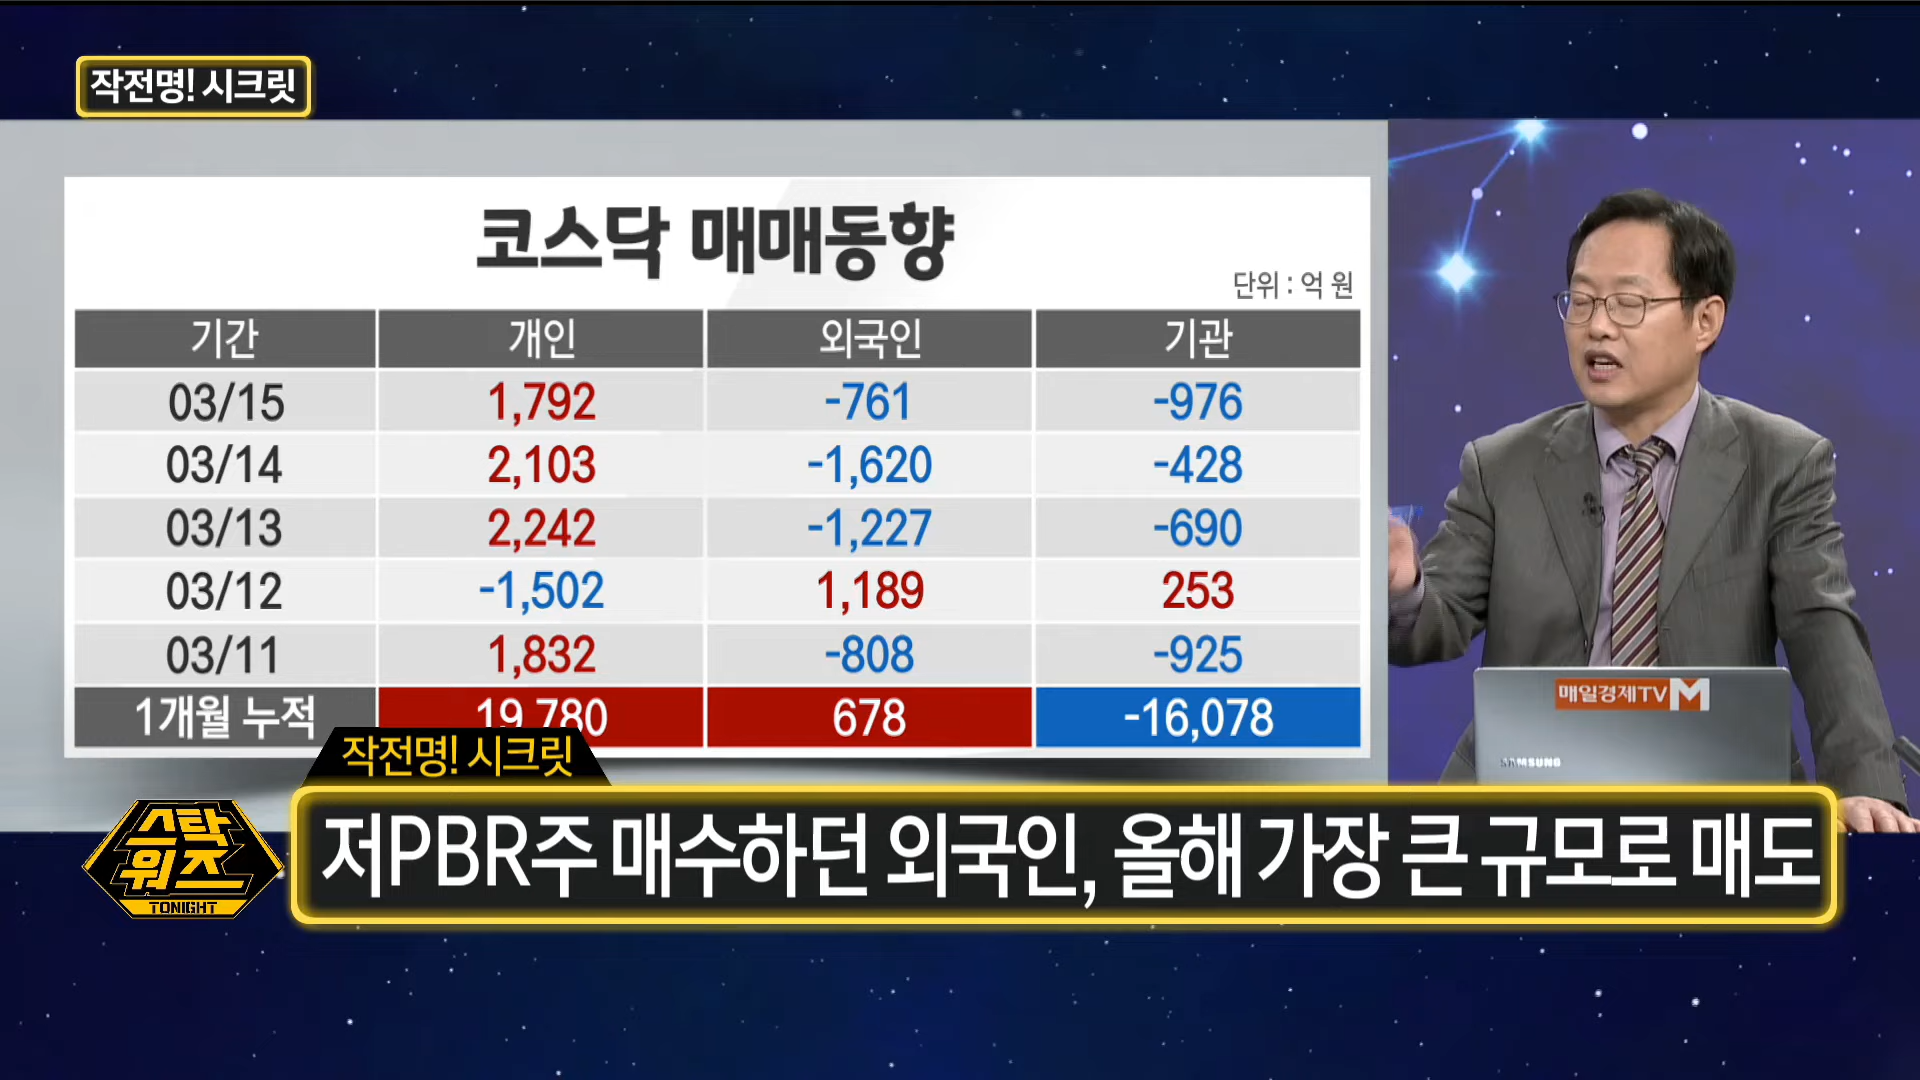 작전명! 시크릿
코스닥 매매동향
단위 : 억 원
기간 개인 외국인 기관
03/15 1,792 -761 -976
03/14 2,103 -1,620 -428
03/13 2,242 -1,227 -690
03/12 -1,502 1,189 253
03/11 1,832 -808 -925
1개월 누적 19,780 678 -16,078
매일경제TV M
SAMSUNG
작전명! 시크릿
스탁
워즈
TONIGHT
저PBR주 매수하던 외국인, 올해 가장 큰 규모로 매도